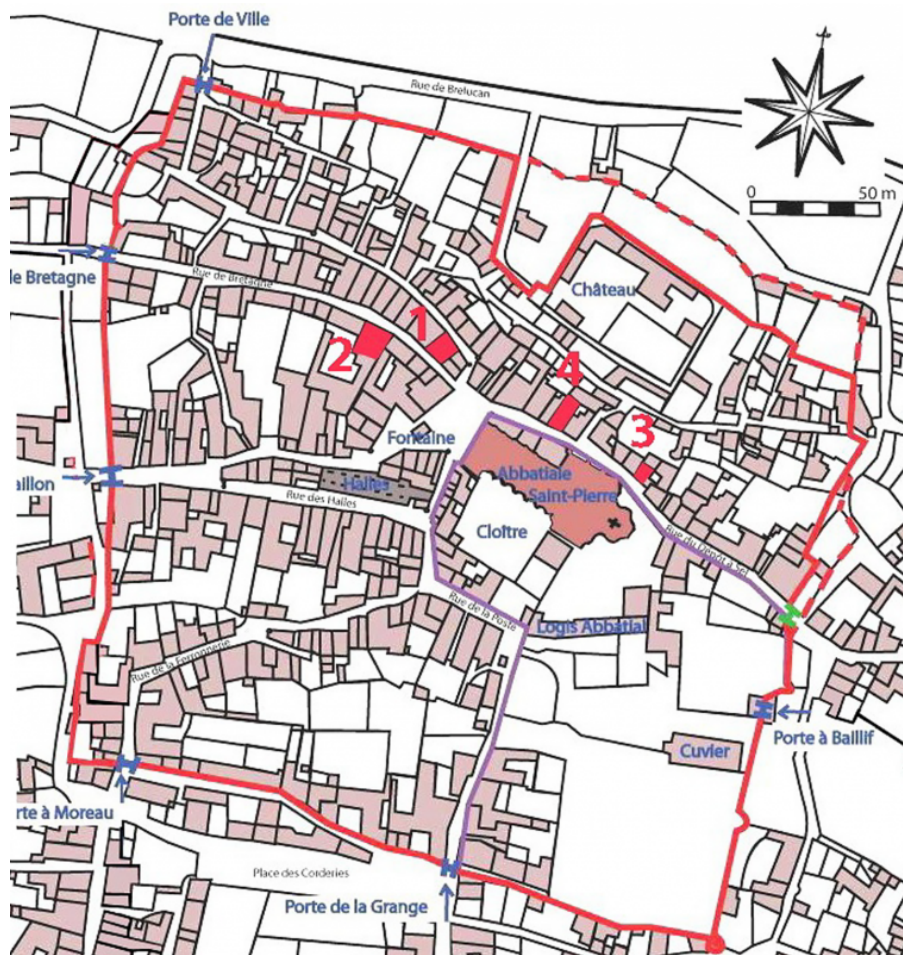 Porte de Ville
Rue de Brelucan
0 50 m
Château
de Bretagne
Rue de Bretagne
1
2
4
3
Fontaine
aillon
Halles
Rue des Halles
Abbatiale
Saint-Pierre
Cloître
Rue du Dépôt à Sel
Rue de la Poste
Logis Abbatial
Rue de la Ferronnerie
Porte à Baillif
Cuvier
rte à Moreau
Place des Corderies
Porte de la Grange